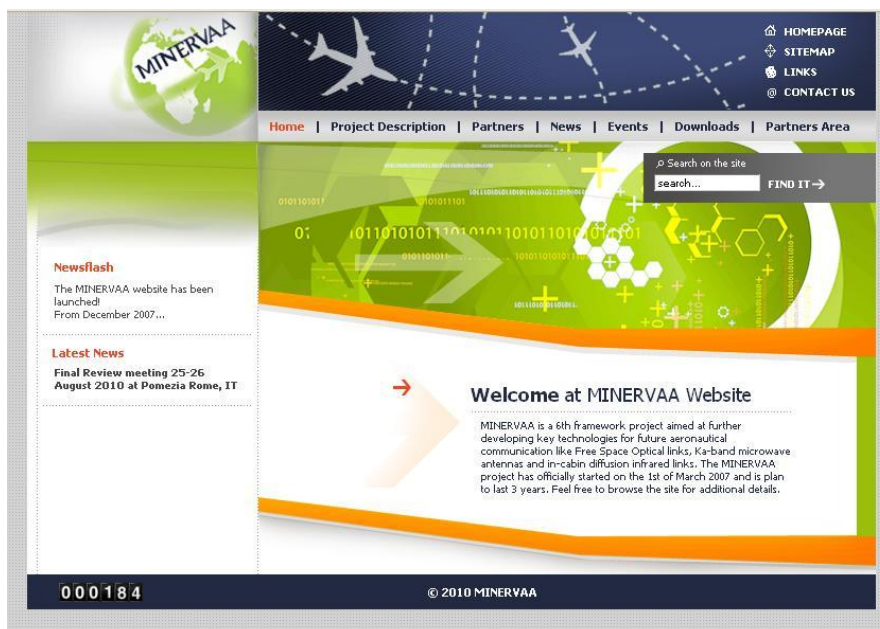 MINERVAA
HOMEPAGE
SITEMAP
LINKS
@ CONTACT US
Home | Project Description | Partners | News | Events | Downloads | Partners Area
Search on the site
search...
FIND IT
Newsflash
The MINERVAA website has been
launched!
From December 2007...
Latest News
Final Review meeting 25-26
August 2010 at Pomezia Rome, IT
Welcome at MINERVAA Website
MINERVAA is a 6th framework project aimed at further
developing key technologies for future aeronautical
communication like Free Space Optical links, Ka-band microwave
antennas and in-cabin diffusion infrared links. The MINERVAA
project has officially started on the 1st of March 2007 and is plan
to last 3 years. Feel free to browse the site for additional details.
000184
© 2010 MINERVAA